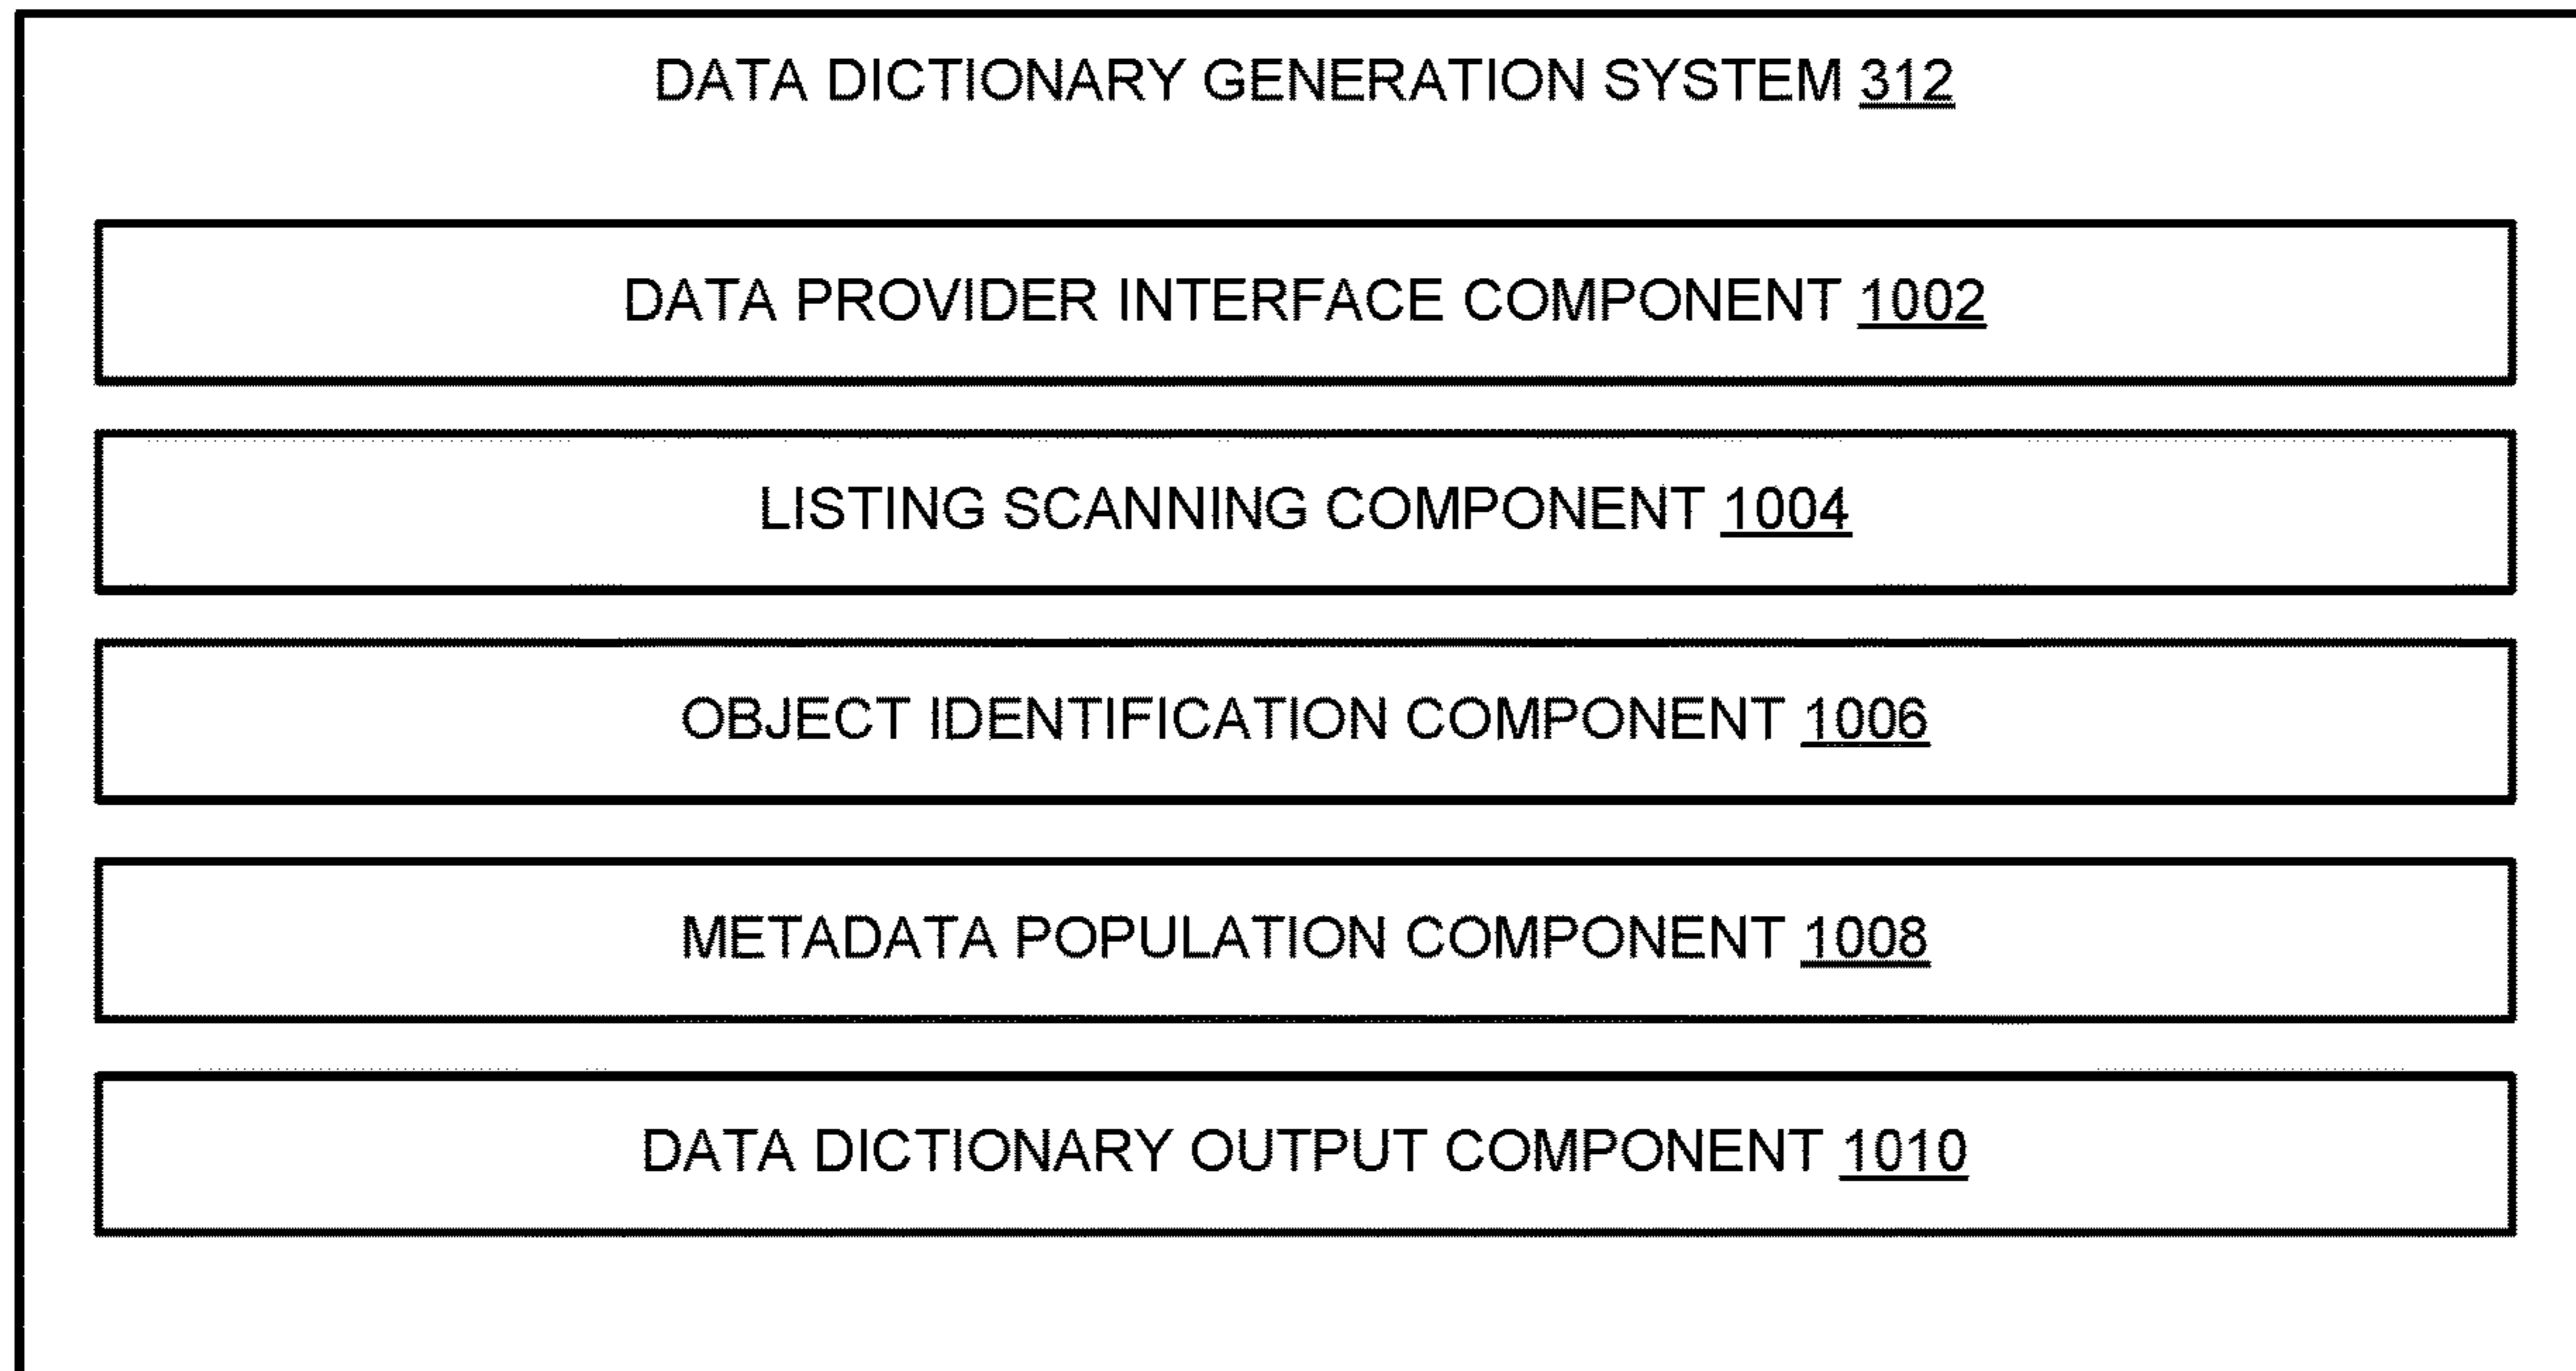 DATA DICTIONARY GENERATION SYSTEM 312
DATA PROVIDER INTERFACE COMPONENT 1002
LISTING SCANNING COMPONENT 1004
OBJECT IDENTIFICATION COMPONENT 1006
METADATA POPULATION COMPONENT 1008
DATA DICTIONARY OUTPUT COMPONENT 1010